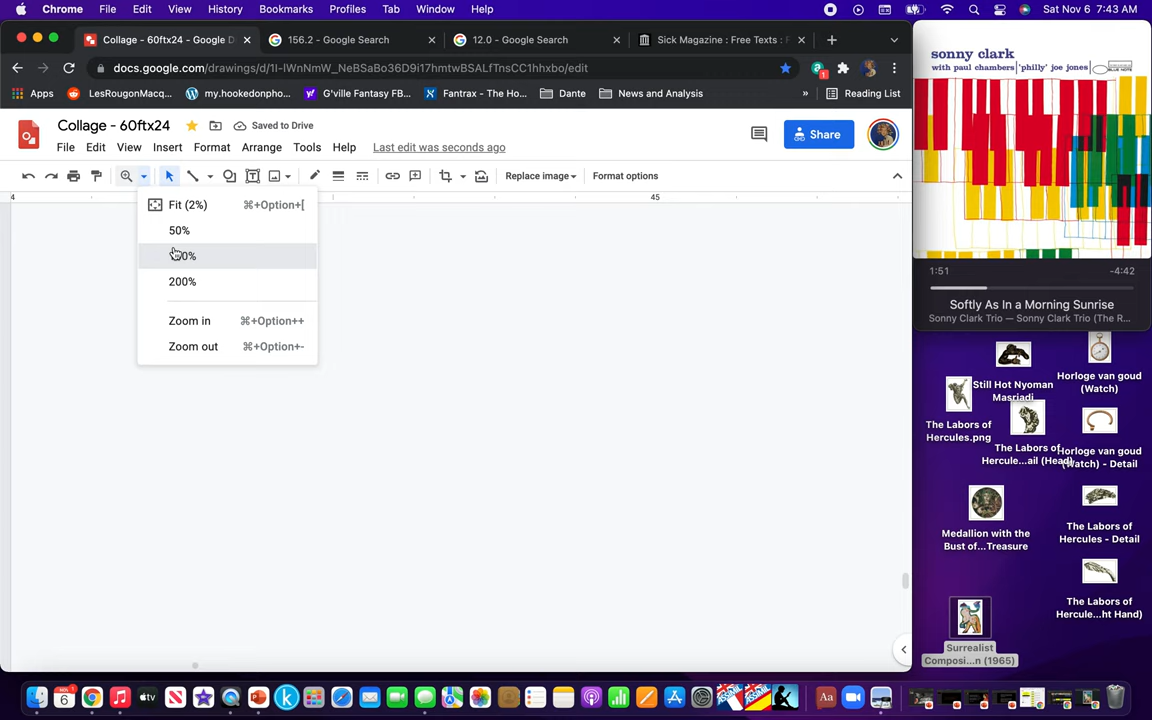 Chrome File Edit View History Bookmarks Profiles Tab Window Help Sat Nov 6 7:43 AM
Collage - 60ftx24 - Google D 156.2 - Google Search 12.0 - Google Search Sick Magazine : Free Texts : F
docs.google.com/drawings/d/1I-IWnNmW_NeBSaBo36D9i17hmtwBSALfTnsCC1hhxbo/edit 1
Apps LesRougonMacq... my.hookedonpho... G'ville Fantasy FB... Fantrax - The Ho... Dante News and Analysis » Reading List
Collage - 60ftx24 Saved to Drive
Share
File Edit View Insert Format Arrange Tools Help Last edit was seconds ago
Replace image Format options
4 45
Fit (2%) ⌘+Option+[
50%
200%
Zoom in ⌘+Option++
Zoom out ⌘+Option+-
sonny clark
with paul chambers 'philly' joe jones
1:51 -4:42
Softly As In a Morning Sunrise
Sonny Clark Trio — Sonny Clark Trio (The R...
Still Hot Nyoman
Masriadi
Horloge van goud
(Watch)
The Labors of
Hercules.png
The Labors of
Hercule...ail (Head)
Horloge van goud
(Watch) - Detail
Medallion with the
Bust of...Treasure
The Labors of
Hercules - Detail
The Labors of
Hercule...ht Hand)
Surrealist
Composi...n (1965)
NOV
6
tv
Aa